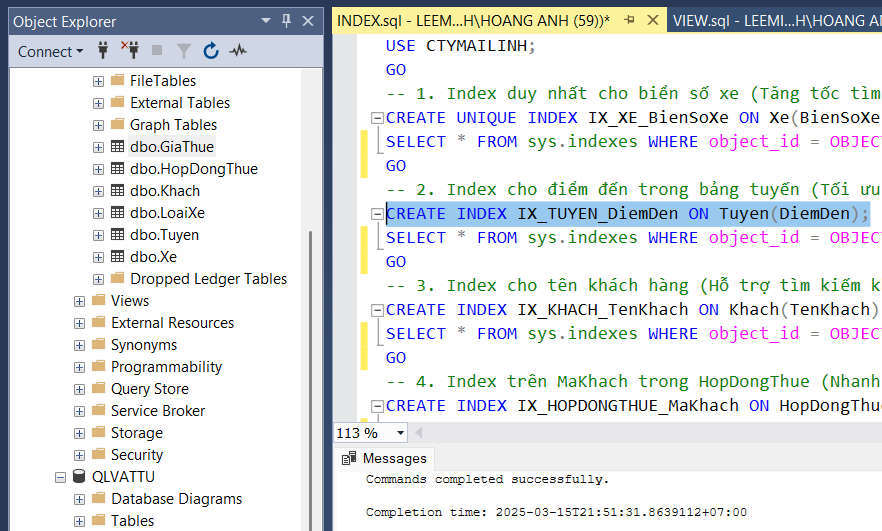 Object Explorer
Connect
FileTables
External Tables
Graph Tables
dbo.GiaThue
dbo.HopDongThue
dbo.Khach
dbo.LoaiXe
dbo.Tuyen
dbo.Xe
Dropped Ledger Tables
Views
External Resources
Synonyms
Programmability
Query Store
Service Broker
Storage
Security
QLVATTU
Database Diagrams
Tables
INDEX.sql - LEEM...H\HOANG ANH (59))*
VIEW.sql - LEEMI...H\HOANG AN
USE CTYMAILINH;
GO
-- 1. Index duy nhất cho biển số xe (Tăng tốc tìm
CREATE UNIQUE INDEX IX_XE_BienSoXe ON Xe(BienSoXe
SELECT * FROM sys.indexes WHERE object_id = OBJEC
GO
-- 2. Index cho điểm đến trong bảng tuyến (Tối ưu
CREATE INDEX IX_TUYEN_DiemDen ON Tuyen(DiemDen);
SELECT * FROM sys.indexes WHERE object_id = OBJEC
GO
-- 3. Index cho tên khách hàng (Hỗ trợ tìm kiếm k
CREATE INDEX IX_KHACH_TenKhach ON Khach(TenKhach)
SELECT * FROM sys.indexes WHERE object_id = OBJEC
GO
-- 4. Index trên MaKhach trong HopDongThue (Nhanh
CREATE INDEX IX_HOPDONGTHUE_MaKhach ON HopDongThu
113 %
Messages
Commands completed successfully.
Completion time: 2025-03-15T21:51:31.8639112+07:00